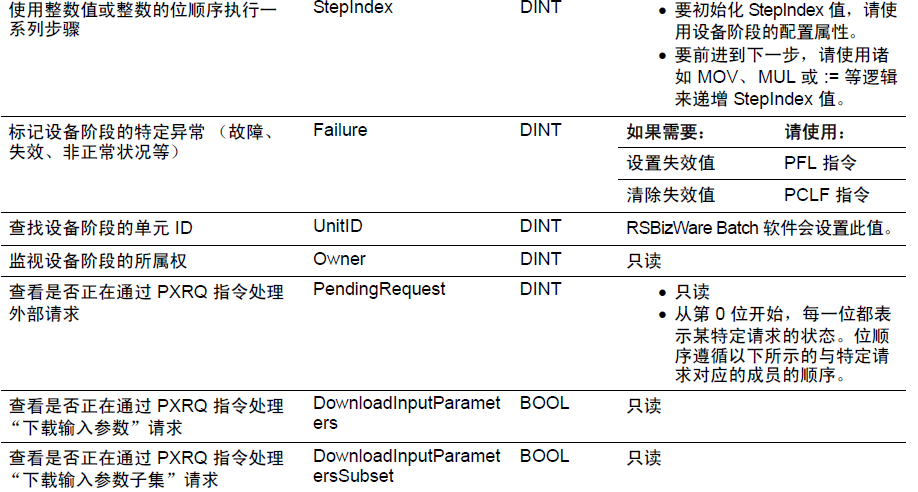 使用整数值或整数的位顺序执行一 StepIndex DINT • 要初始化 StepIndex 值，请使
系列步骤 用设备阶段的配置属性。
• 要前进到下一步，请使用诸
如 MOV、MUL 或 := 等逻辑
来递增 StepIndex 值。
标记设备阶段的特定异常 （故障、 Failure DINT 如果需要： 请使用：
失效、非正常状况等） 设置失效值 PFL 指令
清除失效值 PCLF 指令
查找设备阶段的单元 ID UnitID DINT RSBizWare Batch 软件会设置此值。
监视设备阶段的所属权 Owner DINT 只读
查看是否正在通过 PXRQ 指令处理 PendingRequest DINT • 只读
外部请求 • 从第 0 位开始，每一位都表
示某特定请求的状态。位顺
序遵循以下所示的与特定请
求对应的成员的顺序。
查看是否正在通过 PXRQ 指令处理 DownloadInputParamet BOOL 只读
“下载输入参数”请求 ers
查看是否正在通过 PXRQ 指令处理 DownloadInputParamet BOOL 只读
“下载输入参数子集”请求 ersSubset